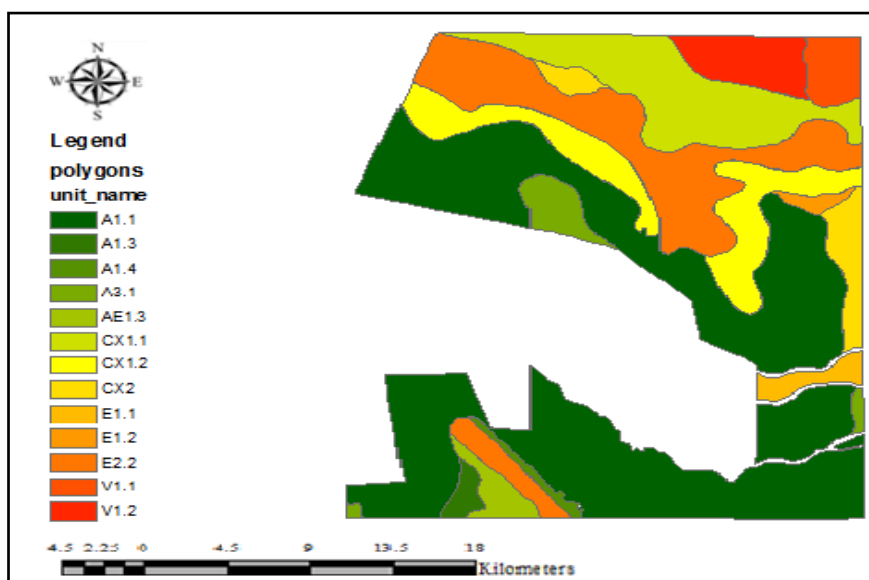 N
W E
S
Legend
polygons
unit_name
A1.1
A1.3
A1.4
A3.1
AE1.3
CX1.1
CX1.2
CX2
E1.1
E1.2
E2.2
V1.1
V1.2
4.5 2.25 0 4.5 9 13.5 18
Kilometers